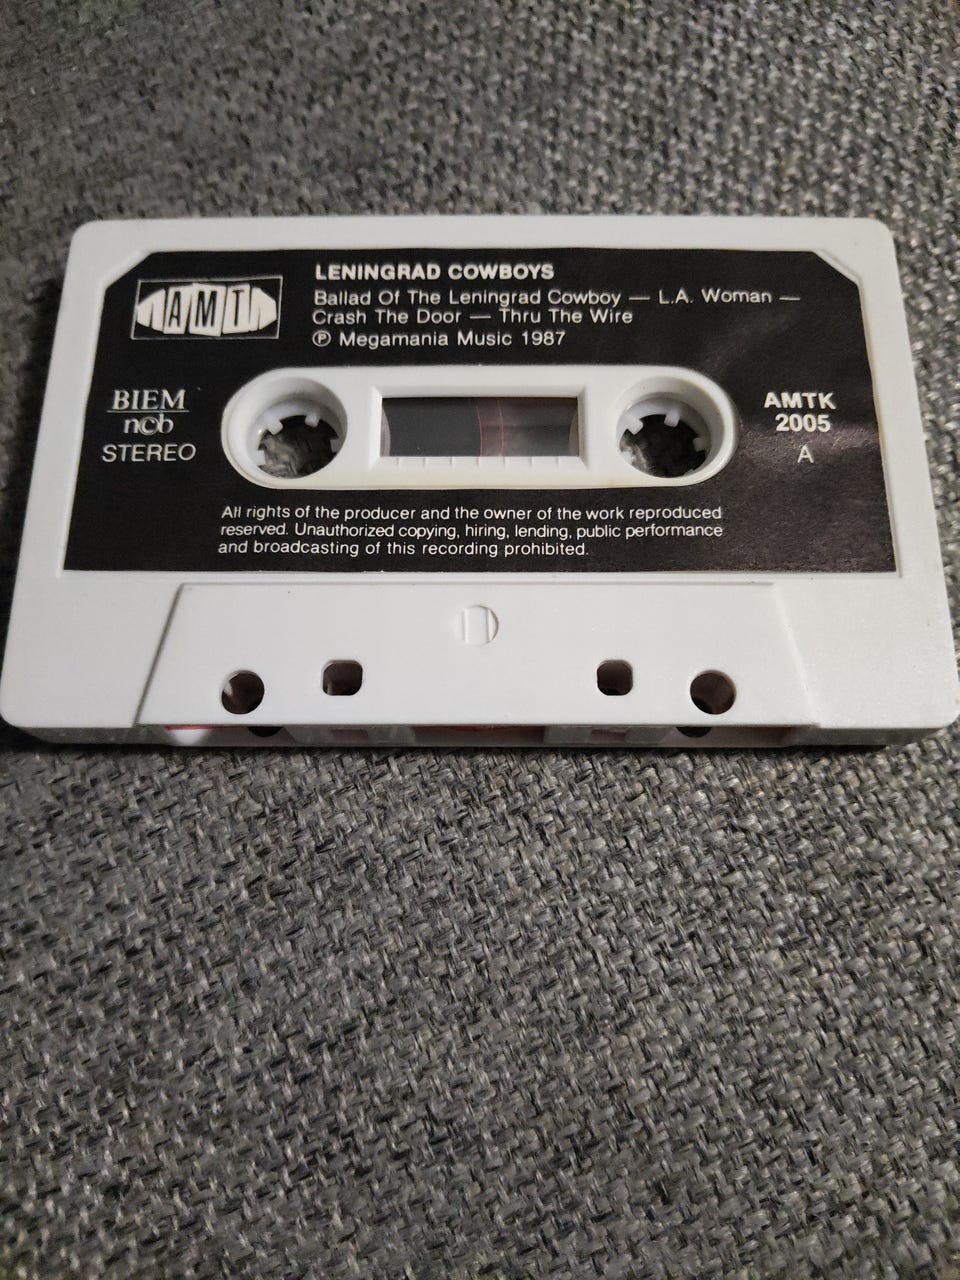 AMT
LENINGRAD COWBOYS
Ballad Of The Leningrad Cowboy — L.A. Woman —
Crash The Door — Thru The Wire
Ⓟ Megamania Music 1987
BIEM
ncb
STEREO
AMTK
2005
A
All rights of the producer and the owner of the work reproduced
reserved. Unauthorized copying, hiring, lending, public performance
and broadcasting of this recording prohibited.